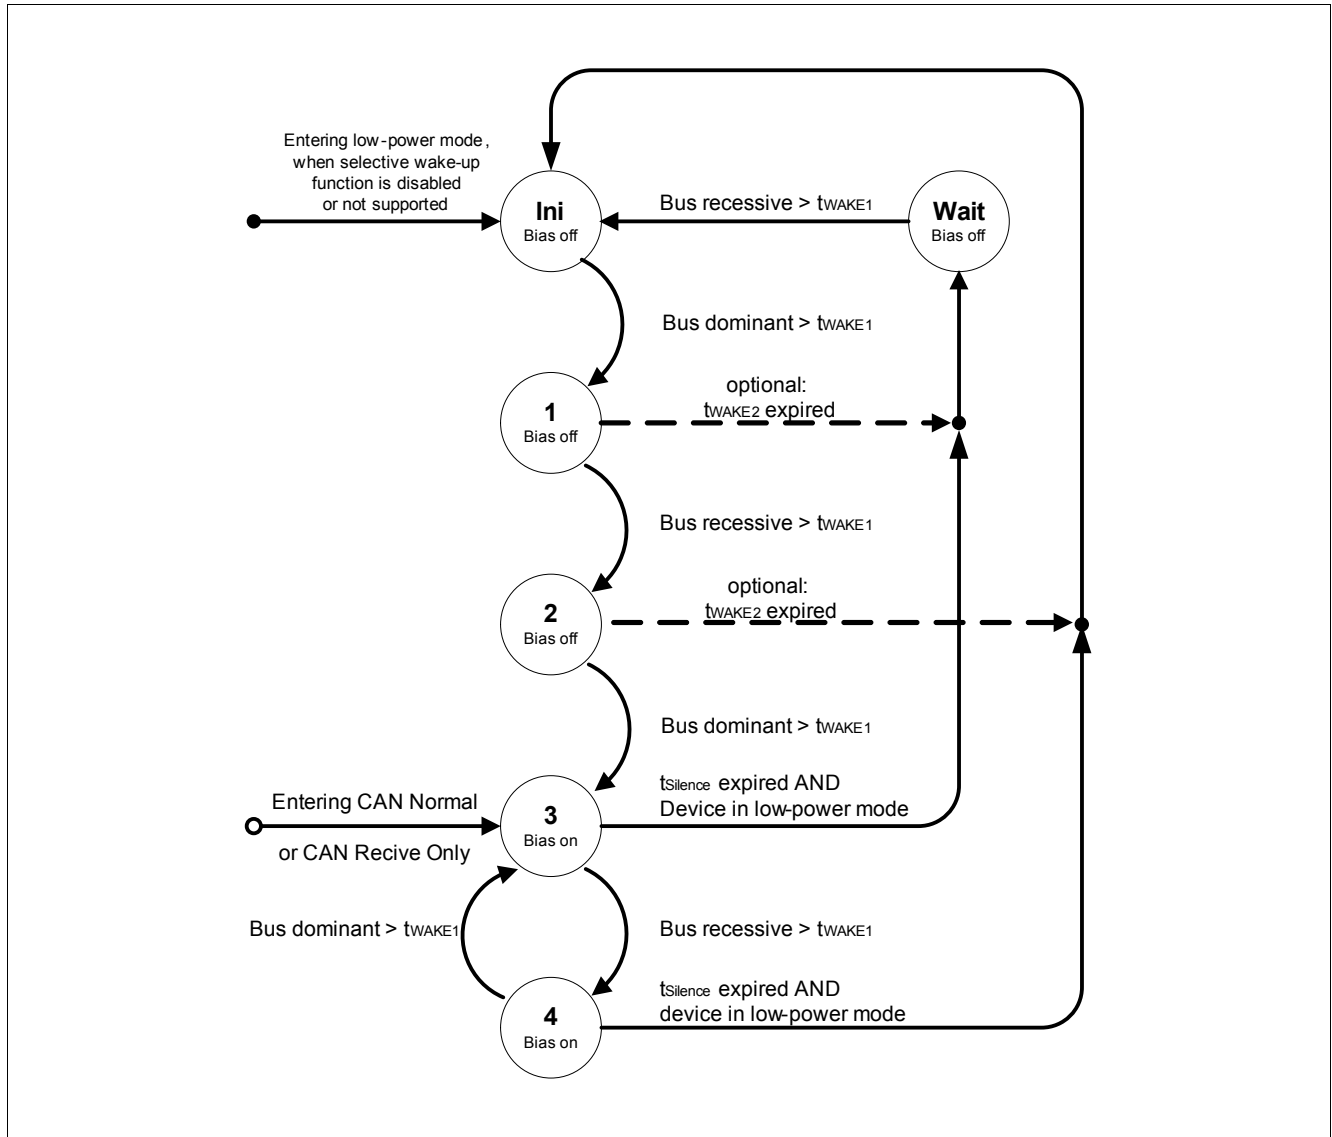 Entering low-power mode,
when selective wake-up
function is disabled
or not supported
Ini
Bias off
Bus recessive > tWAKE1
Wait
Bias off
Bus dominant > tWAKE1
1
Bias off
optional:
tWAKE2 expired
Bus recessive > tWAKE1
2
Bias off
optional:
tWAKE2 expired
Bus dominant > tWAKE1
Entering CAN Normal
or CAN Recive Only
3
Bias on
tSilence expired AND
Device in low-power mode
Bus dominant > tWAKE1
Bus recessive > tWAKE1
4
Bias on
tSilence expired AND
device in low-power mode